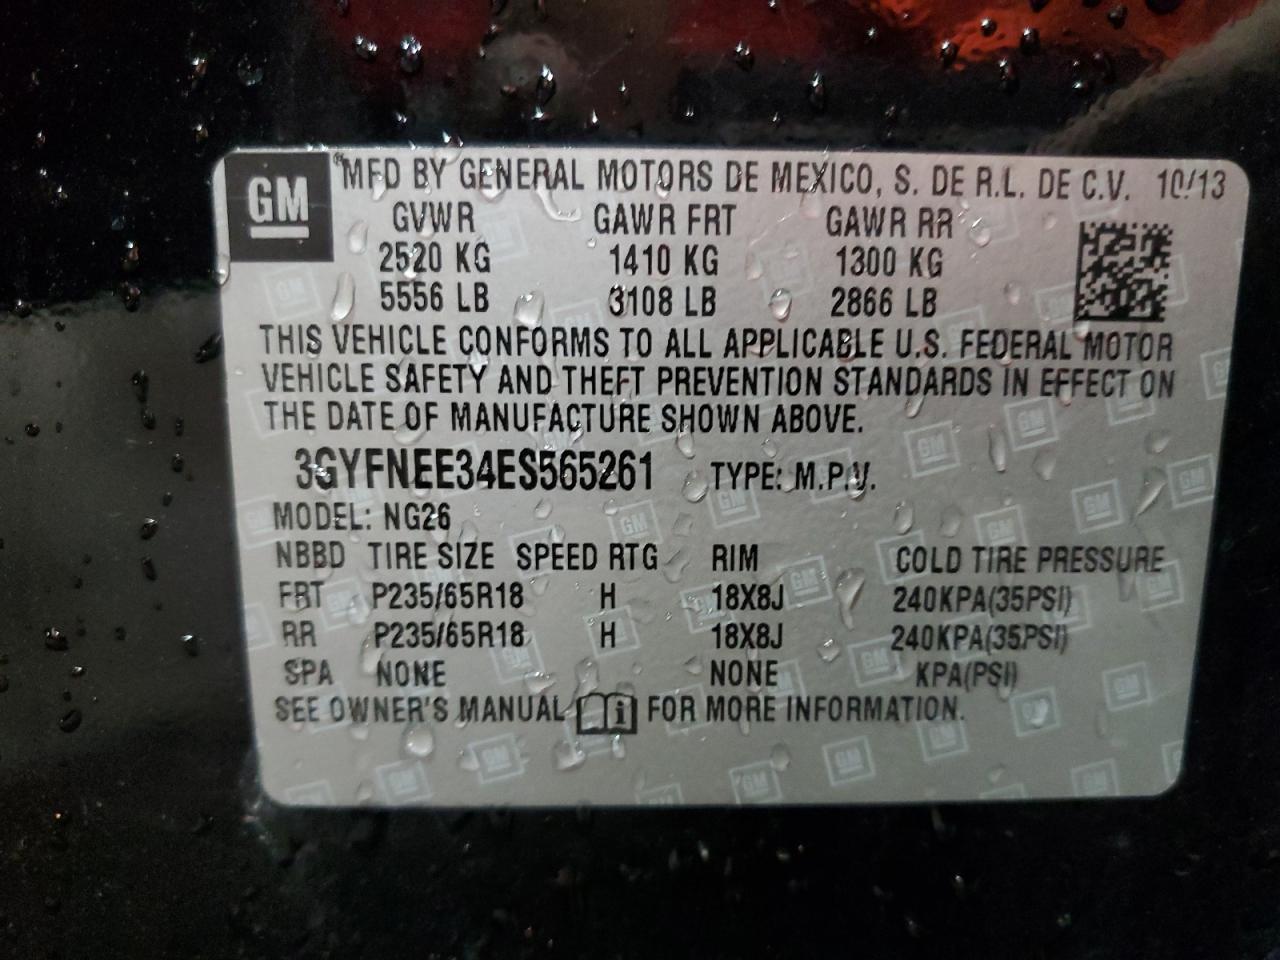 GM ®MFD BY GENERAL MOTORS DE MEXICO, S. DE R.L. DE C.V. 10/13
GVWR GAWR FRT GAWR RR
2520 KG 1410 KG 1300 KG
5556 LB 3108 LB 2866 LB
THIS VEHICLE CONFORMS TO ALL APPLICABLE U.S. FEDERAL MOTOR
VEHICLE SAFETY AND THEFT PREVENTION STANDARDS IN EFFECT ON
THE DATE OF MANUFACTURE SHOWN ABOVE.
3GYFNEE34ES565261 TYPE: M.P.V.
MODEL: NG26
NBBD TIRE SIZE SPEED RTG RIM COLD TIRE PRESSURE
FRT P235/65R18 H 18X8J 240KPA(35PSI)
RR P235/65R18 H 18X8J 240KPA(35PSI)
SPA NONE NONE KPA(PSI)
SEE OWNER'S MANUAL i FOR MORE INFORMATION.